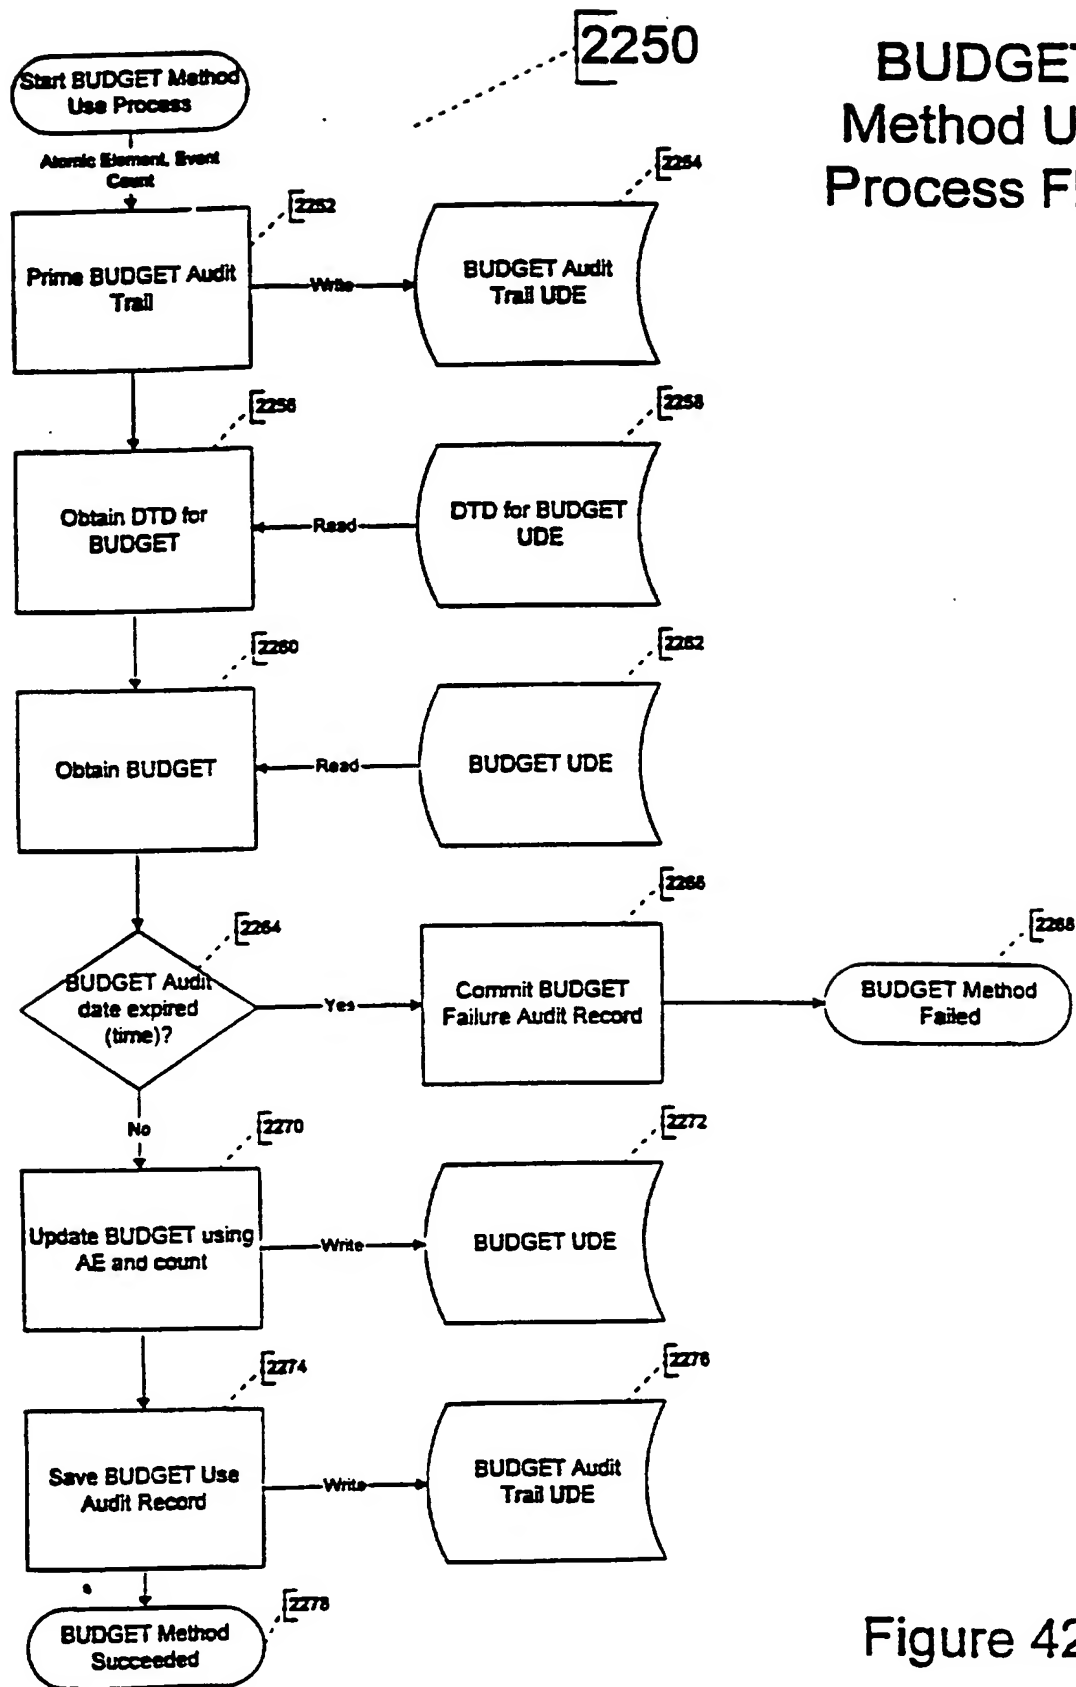 2250
BUDGET
Method U
Process F
Start BUDGET Method
Use Process
Atomic Element, Event
Count
2252
2254
Prime BUDGET Audit
Trail
Write
BUDGET Audit
Trail UDE
2256
2258
Obtain DTD for
BUDGET
Read
DTD for BUDGET
UDE
2260
2262
Obtain BUDGET
Read
BUDGET UDE
2264
2266
2268
BUDGET Audit
date expired
(time)?
Yes
Commit BUDGET
Failure Audit Record
BUDGET Method
Failed
No
2270
2272
Update BUDGET using
AE and count
Write
BUDGET UDE
2274
2276
Save BUDGET Use
Audit Record
Write
BUDGET Audit
Trail UDE
2278
BUDGET Method
Succeeded
Figure 42